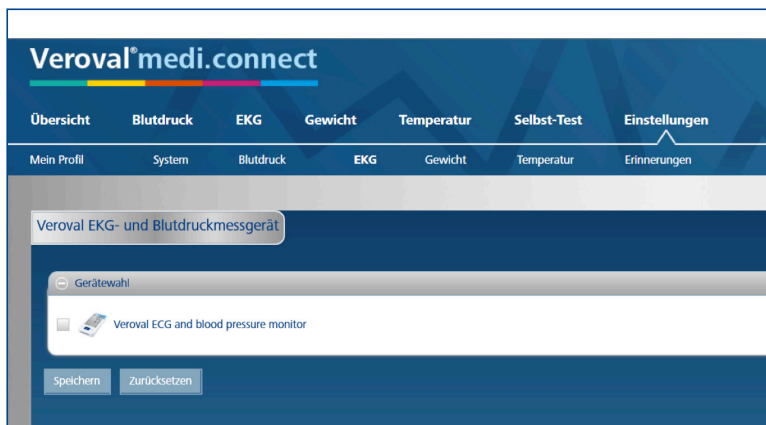 Veroval®medi.connect
Übersicht Blutdruck EKG Gewicht Temperatur Selbst-Test Einstellungen
Mein Profil System Blutdruck EKG Gewicht Temperatur Erinnerungen
Veroval EKG- und Blutdruckmessgerät
Gerätewahl
Veroval ECG and blood pressure monitor
Speichern Zurücksetzen